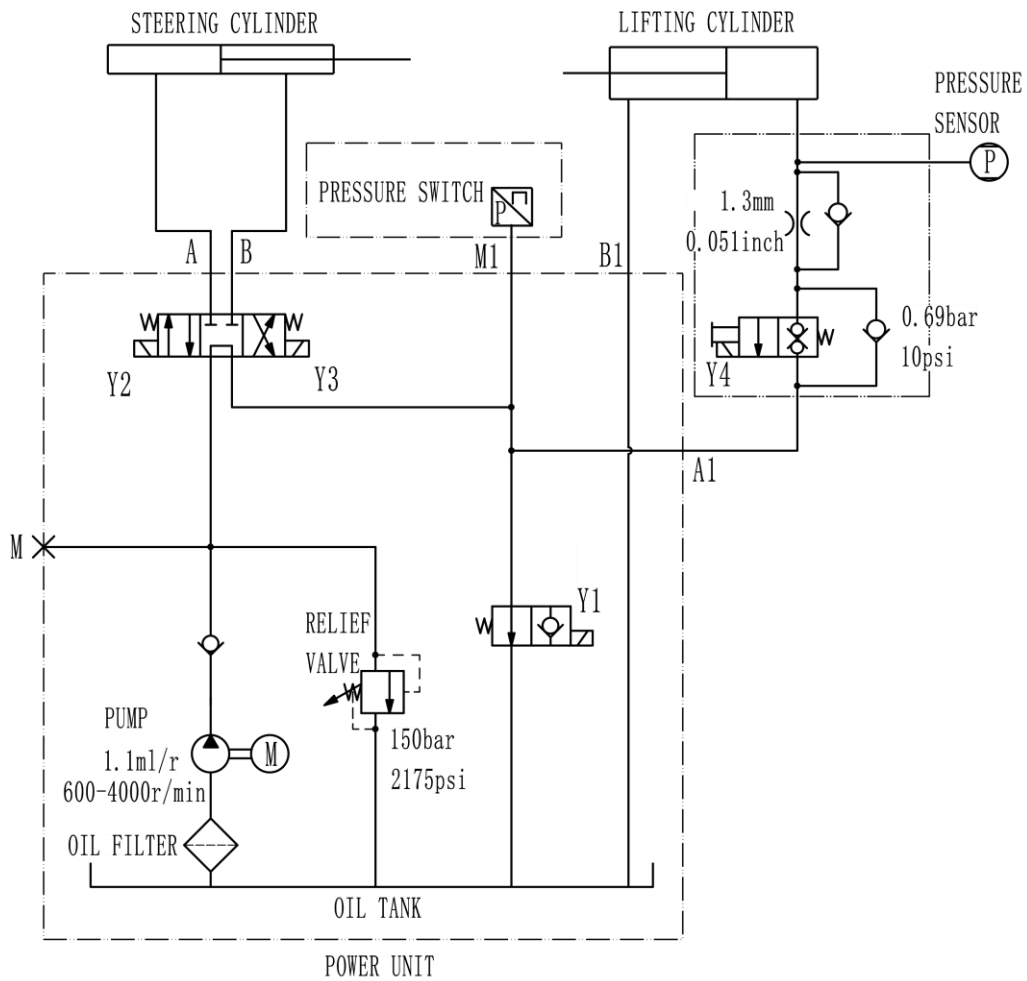 STEERING CYLINDER
LIFTING CYLINDER
PRESSURE
SENSOR
P
PRESSURE SWITCH
P
1.3mm
0.051inch
A
B
M1
B1
0.69bar
10psi
Y2
Y3
Y4
A1
M
Y1
RELIEF
VALVE
PUMP
1.1ml/r
600-4000r/min
M
150bar
2175psi
OIL FILTER
OIL TANK
POWER UNIT